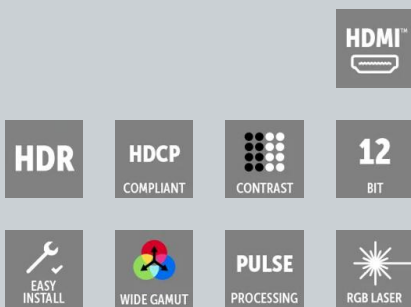 HDMI™
HDR
HDCP
COMPLIANT
CONTRAST
12
BIT
EASY
INSTALL
WIDE GAMUT
PULSE
PROCESSING
RGB LASER